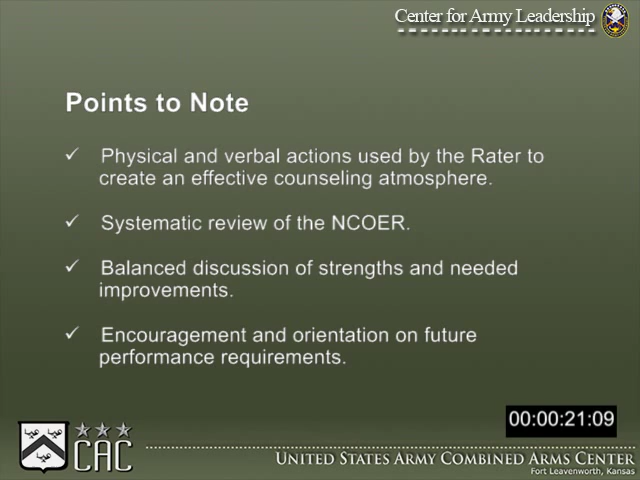 Center for Army Leadership
Points to Note
✓ Physical and verbal actions used by the Rater to
create an effective counseling atmosphere.
✓ Systematic review of the NCOER.
✓ Balanced discussion of strengths and needed
improvements.
✓ Encouragement and orientation on future
performance requirements.
00:00:21:09
CAC
UNITED STATES ARMY COMBINED ARMS CENTER
Fort Leavenworth, Kansas